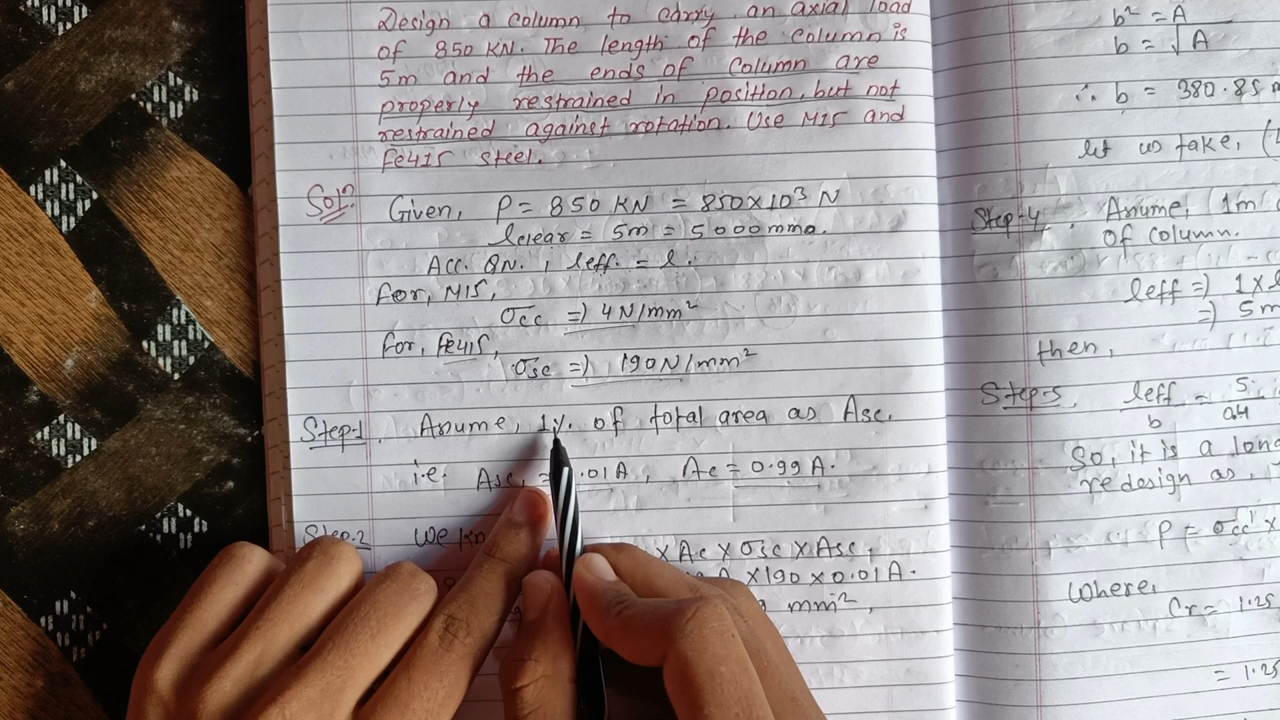 Design a column to carry an axial load
of 850 KN. The length of the column is
5m and the ends of column are
properly restrained in position, but not
restrained against rotation. Use M15 and
Fe415 steel.
Soln
Given, P = 850 KN = 850×10³ N
lclear = 5m = 5000mm.
Acc. QN., leff. = l.
For, M15,
σcc => 4N/mm²
For, Fe415,
σsc => 190N/mm²
Step-1. Assume, 1% of total area as Asc.
i.e. Asc = .01A, Ac = 0.99A.
Step-2 We
×Ac×σsc×Asc,
×190×0.01A.
mm²,
b² = A
b = √A
∴ b = 380.85
let us take,
Step-4. Assume, (1m
of column.
leff => 1×
=> 5m
then,
Step-5. leff/b = 5./0.4
So, it is a long
redesign as,
P = σcc' ×
Where,
Cr = 1.25
= 1.25